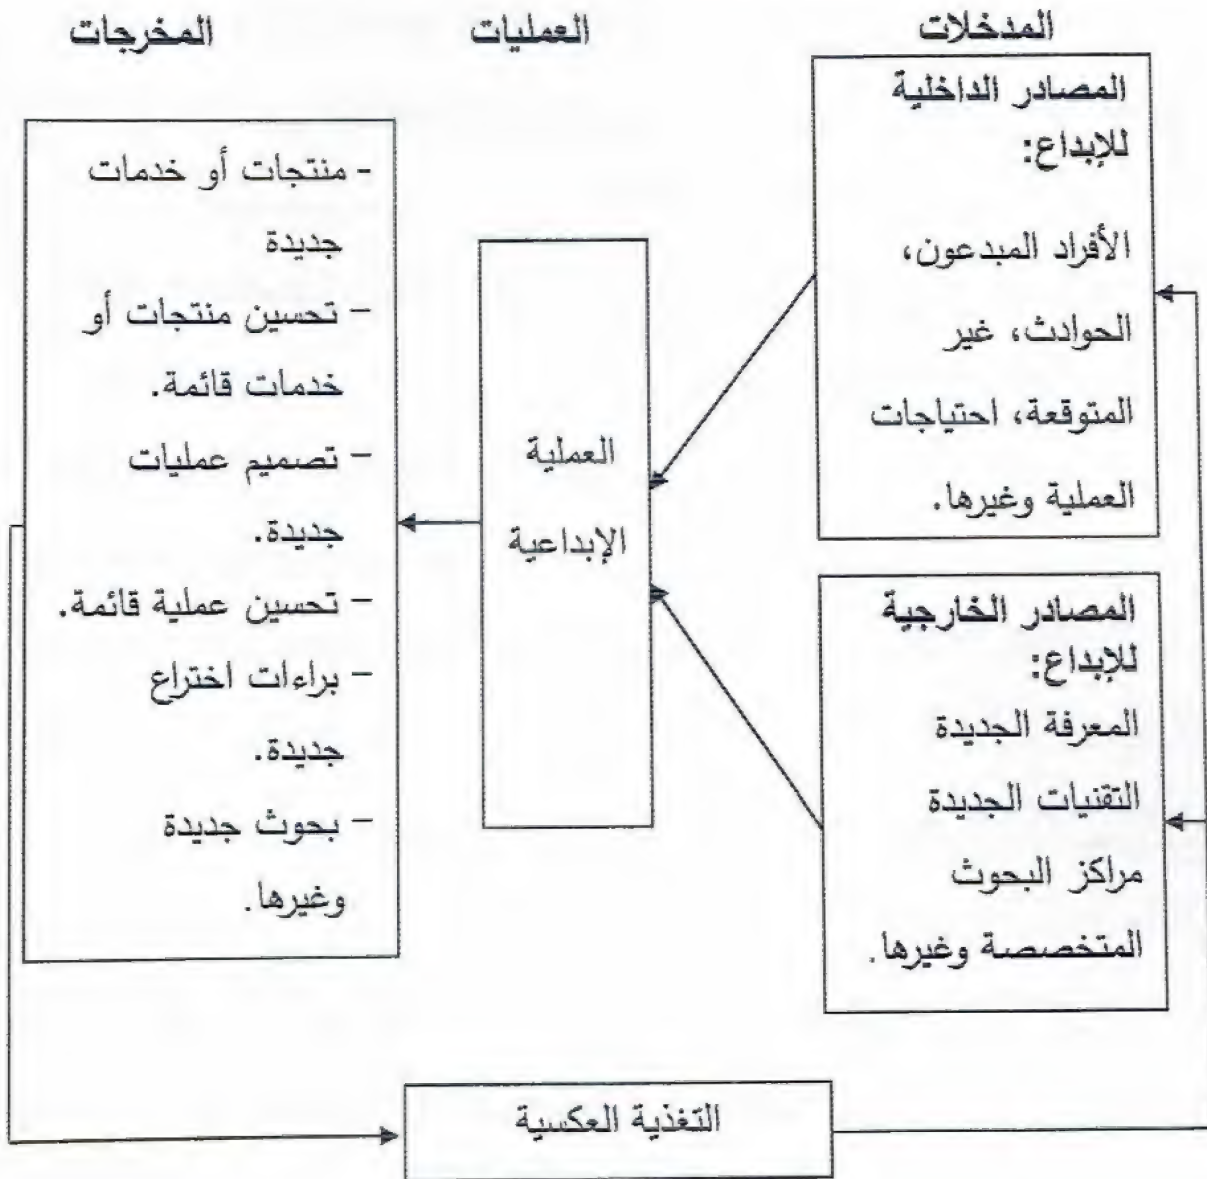 المدخلات
العمليات
المخرجات
المصادر الداخلية
للإبداع:
الأفراد المبدعون،
الحوادث، غير
المتوقعة، احتياجات
العملية وغيرها.
المصادر الخارجية
للإبداع:
المعرفة الجديدة
التقنيات الجديدة
مراكز البحوث
المتخصصة وغيرها.
العملية
الإبداعية
- منتجات أو خدمات
جديدة
- تحسين منتجات أو
خدمات قائمة.
- تصميم عمليات
جديدة.
- تحسين عملية قائمة.
- براءات اختراع
جديدة.
- بحوث جديدة
وغيرها.
التغذية العكسية